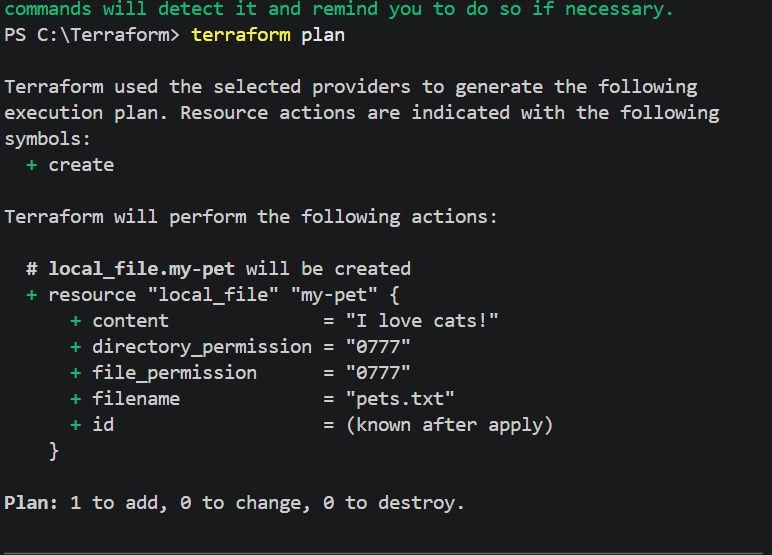 commands will detect it and remind you to do so if necessary.
PS C:\Terraform> terraform plan
Terraform used the selected providers to generate the following
execution plan. Resource actions are indicated with the following
symbols:
  + create
Terraform will perform the following actions:
  # local_file.my-pet will be created
  + resource "local_file" "my-pet" {
      + content              = "I love cats!"
      + directory_permission = "0777"
      + file_permission      = "0777"
      + filename             = "pets.txt"
      + id                   = (known after apply)
    }
Plan: 1 to add, 0 to change, 0 to destroy.